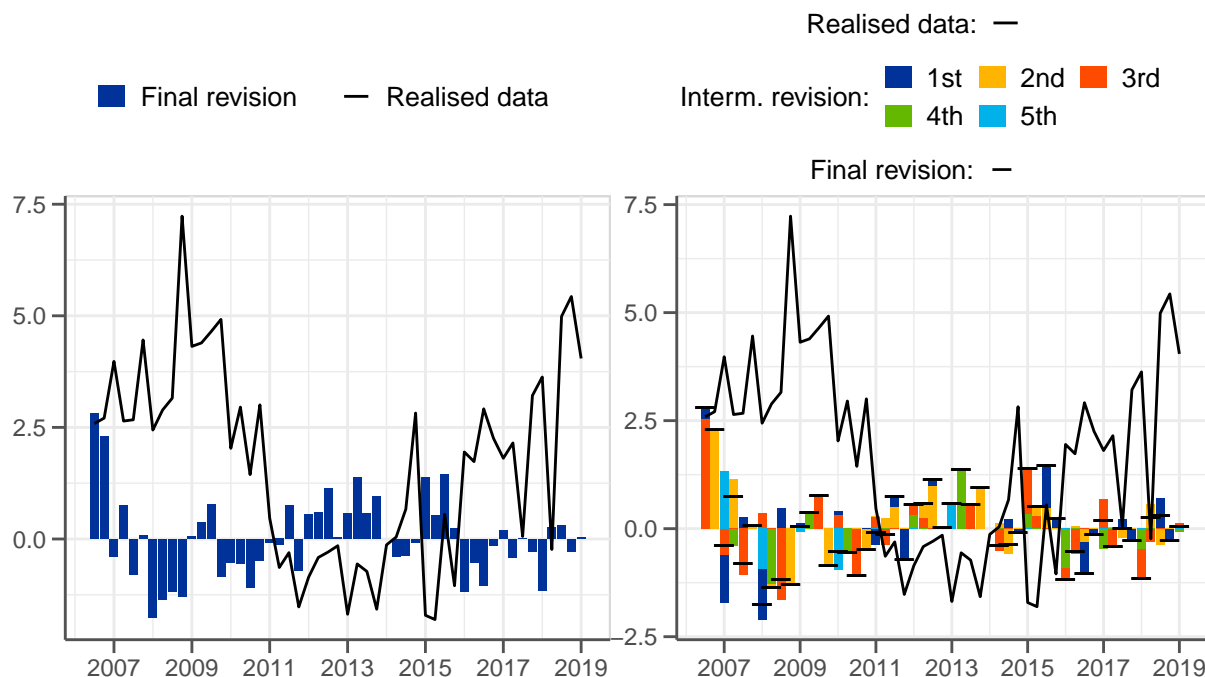 Final revision
Realised data
7.5
5.0
2.5
0.0
2007 2009 2011 2013 2015 2017 2019
Realised data:
Interm. revision:
1st 2nd 3rd
4th 5th
Final revision:
7.5
5.0
2.5
0.0
−2.5
2007 2009 2011 2013 2015 2017 2019